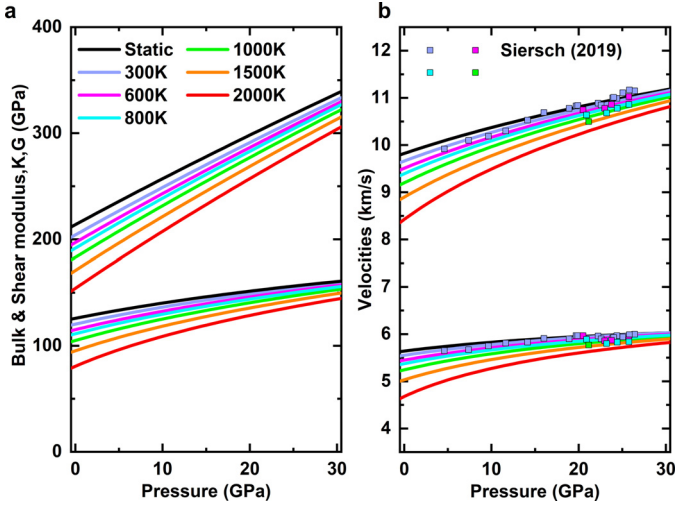 a
b
Static
1000K
300K
1500K
600K
2000K
800K
Siersch (2019)
Bulk & Shear modulus,K,G (GPa)
400
300
200
100
0
0
10
20
30
Pressure (GPa)
Velocities (km/s)
12
11
10
9
8
7
6
5
4
0
10
20
30
Pressure (GPa)